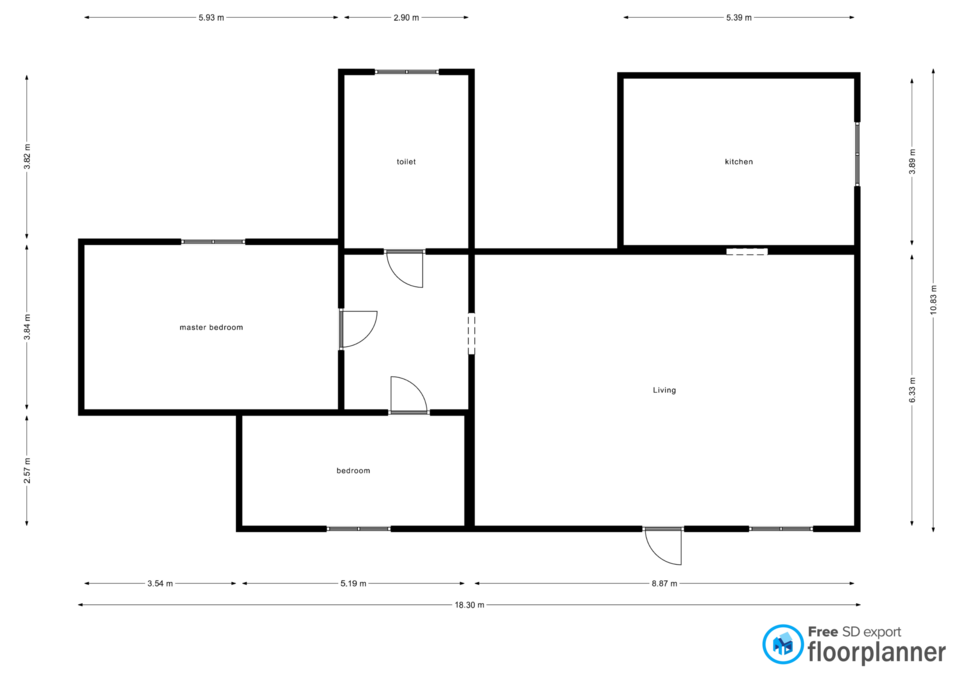 5.93 m
2.90 m
5.39 m
3.82 m
toilet
kitchen
3.89 m
10.83 m
3.84 m
master bedroom
Living
6.33 m
2.57 m
bedroom
3.54 m
5.19 m
8.87 m
18.30 m
Free SD export
floorplanner